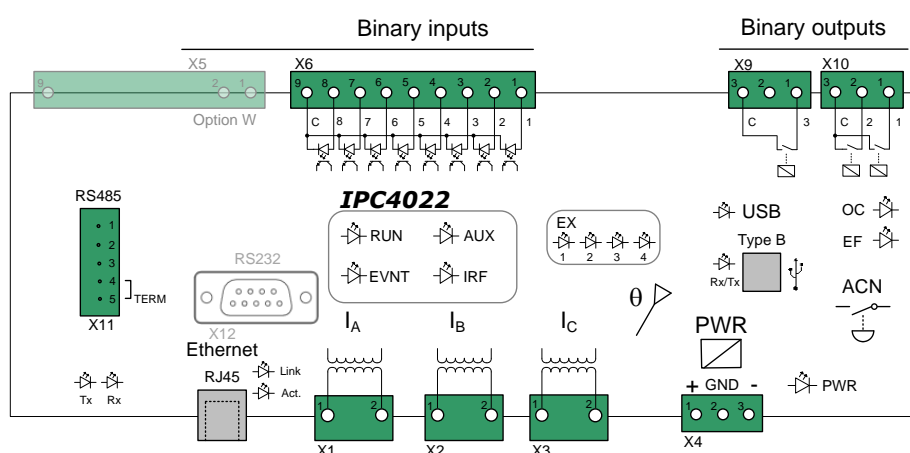 Binary inputs
Binary outputs
X5
X6
X9
X10
9 2 1
9 8 7 6 5 4 3 2 1
3 2 1
3 2 1
Option W
C 8 7 6 5 4 3 2 1
C 3
C 2 1
IPC4022
RS485
1
2
3
4
5
TERM
X11
RS232
X12
RUN
AUX
EVNT
IRF
EX
1 2 3 4
USB
OC
Type B
EF
Rx/Tx
ACN
θ
Ethernet
RJ45
Link
Act.
Tx Rx
IA
IB
IC
PWR
+ GND -
PWR
1 2
1 2
1 2
1 2 3
X1
X2
X3
X4